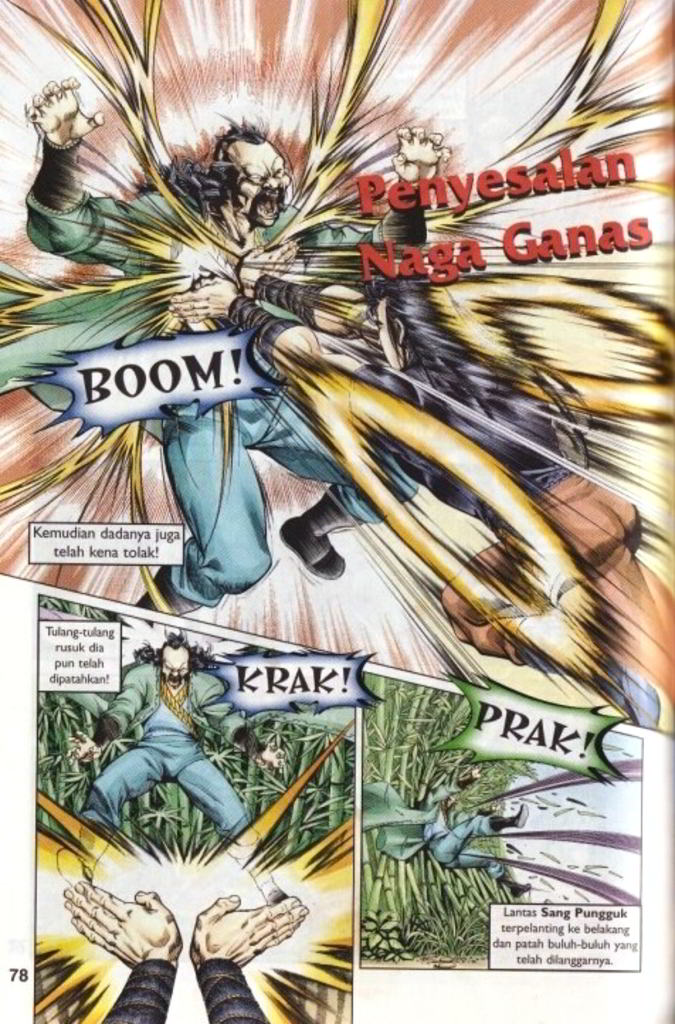 Penyesalan
Naga Ganas
BOOM!
Kemudian dadanya juga
telah kena tolak!
Tulang-tulang
rusuk dia
pun telah
dipatahkan!
KRAK!
PRAK!
Lantas Sang Pungguk
terpelanting ke belakang
dan patah buluh-buluh yang
telah dilanggarnya.
78